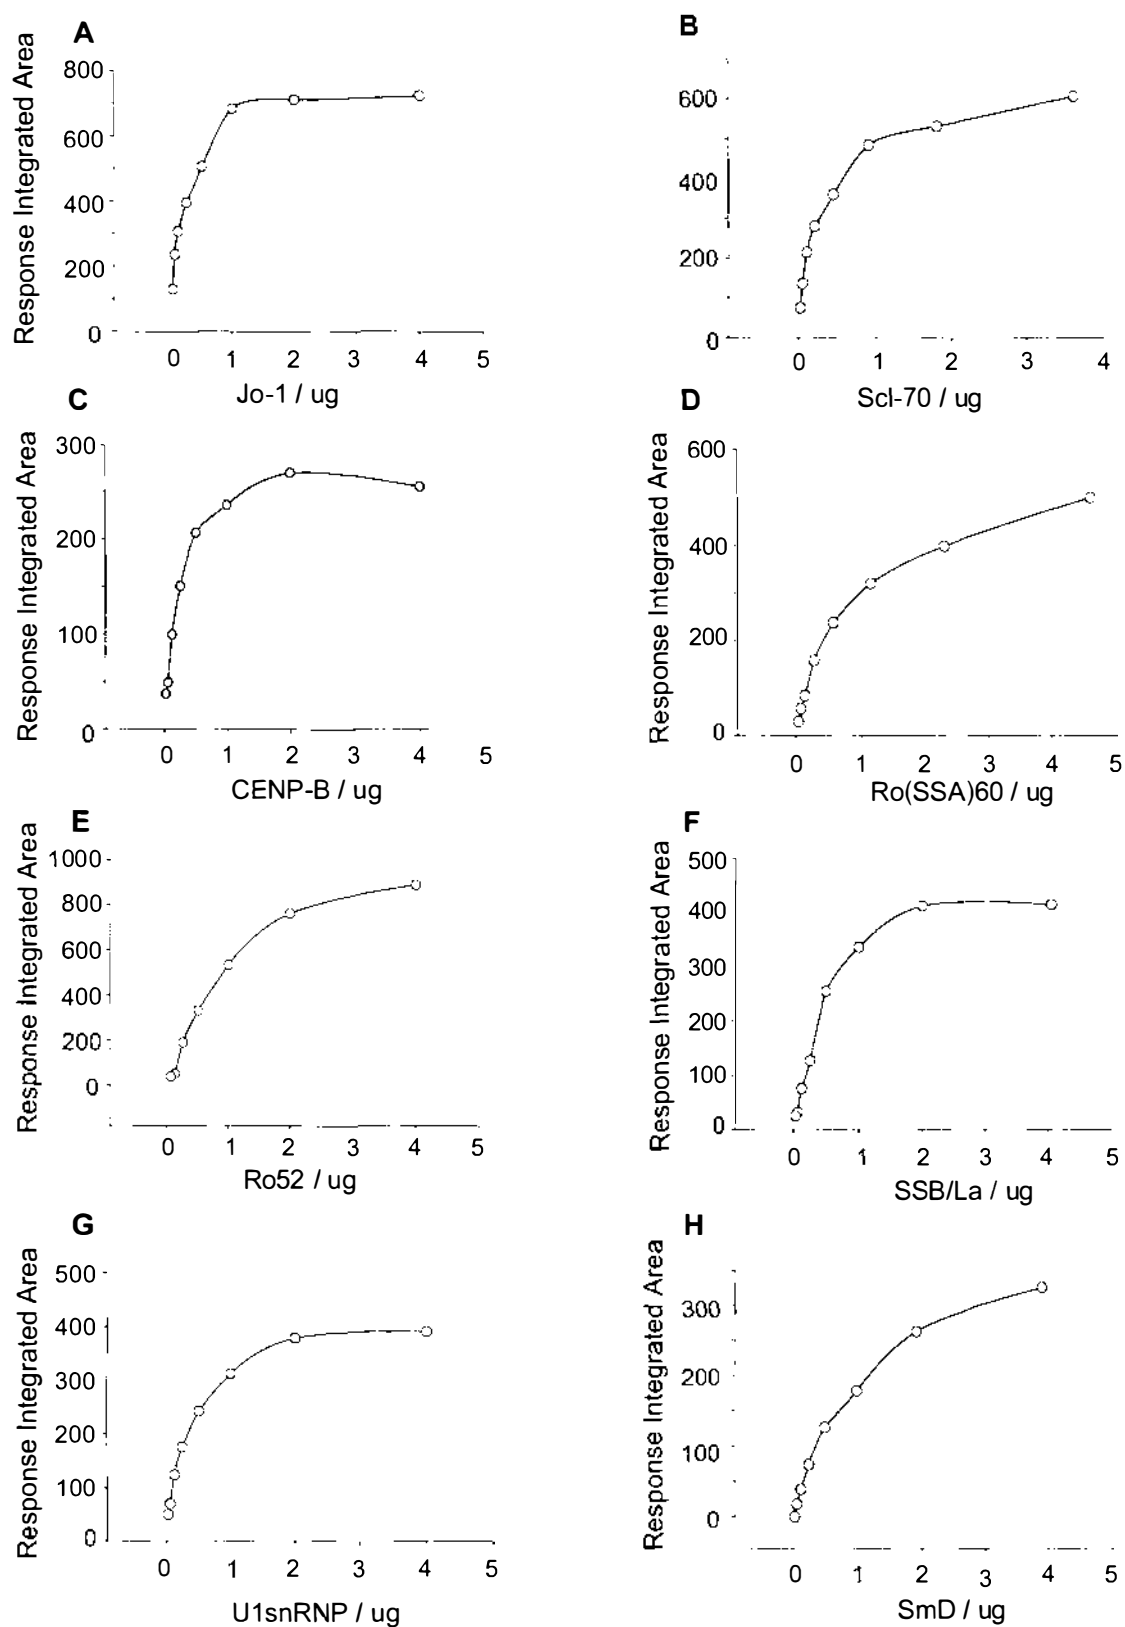 A
Response Integrated Area
800
600
400
200
0
0 1 2 3 4 5
Jo-1 / ug
B
Response Integrated Area
600
400
200
0
0 1 2 3 4
Scl-70 / ug
C
Response Integrated Area
300
200
100
0
0 1 2 3 4 5
CENP-B / ug
D
Response Integrated Area
600
400
200
0
0 1 2 3 4 5
Ro(SSA)60 / ug
E
Response Integrated Area
1000
800
600
400
200
0
0 1 2 3 4 5
Ro52 / ug
F
Response Integrated Area
500
400
300
200
100
0
0 1 2 3 4 5
SSB/La / ug
G
Response Integrated Area
500
400
300
200
100
0
0 1 2 3 4 5
U1snRNP / ug
H
Response Integrated Area
300
200
100
0
0 1 2 3 4 5
SmD / ug